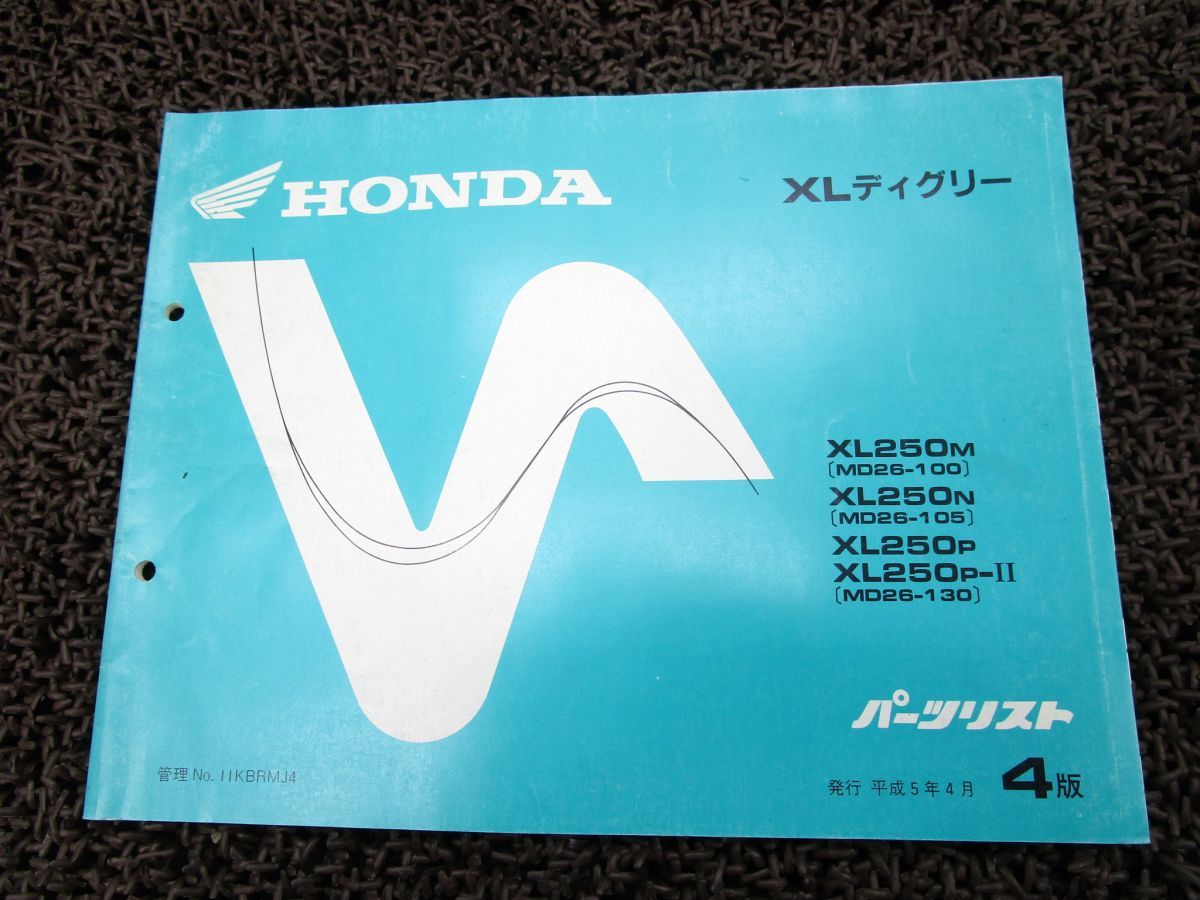 HONDA
XLディグリー
XL250M
〔MD26-100〕
XL250N
〔MD26-105〕
XL250P
XL250P-II
〔MD26-130〕
パーツリスト
管理 No. 11KBRMJ4
発行 平成5年4月 4版